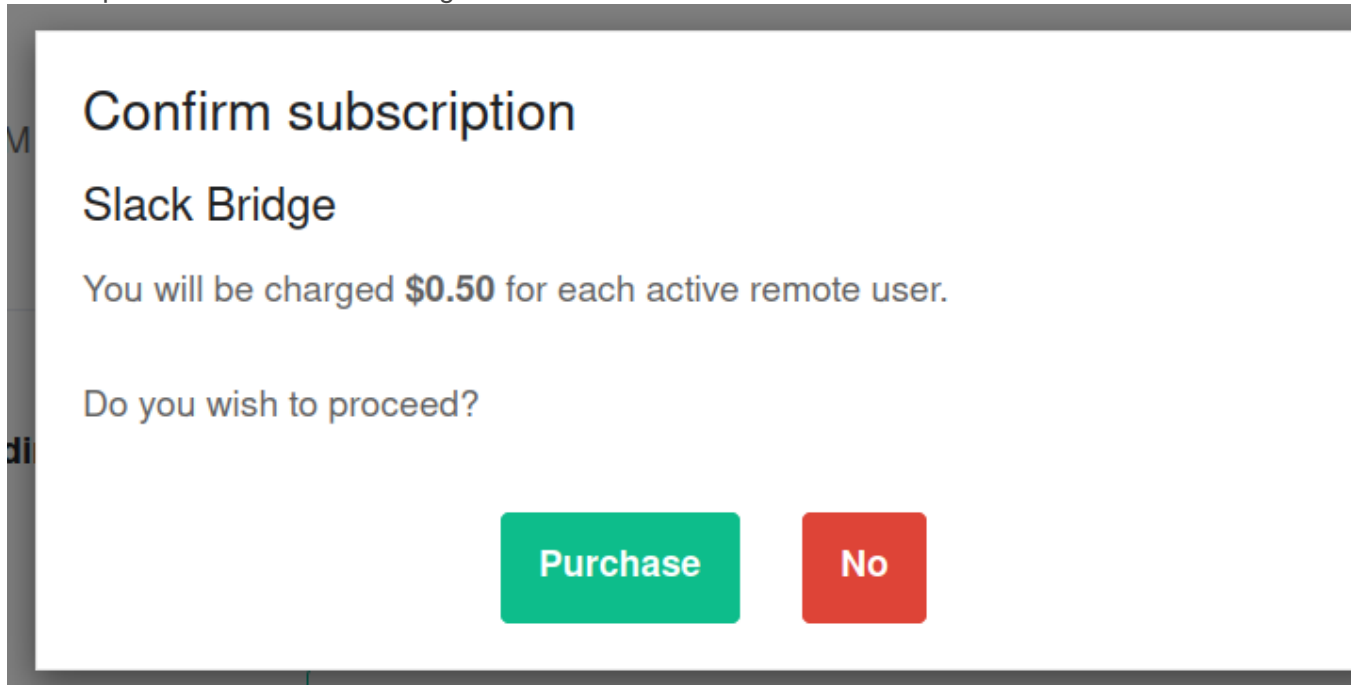 Confirm subscription
M
Slack Bridge
You will be charged $0.50 for each active remote user.
Do you wish to proceed?
di
Purchase
No